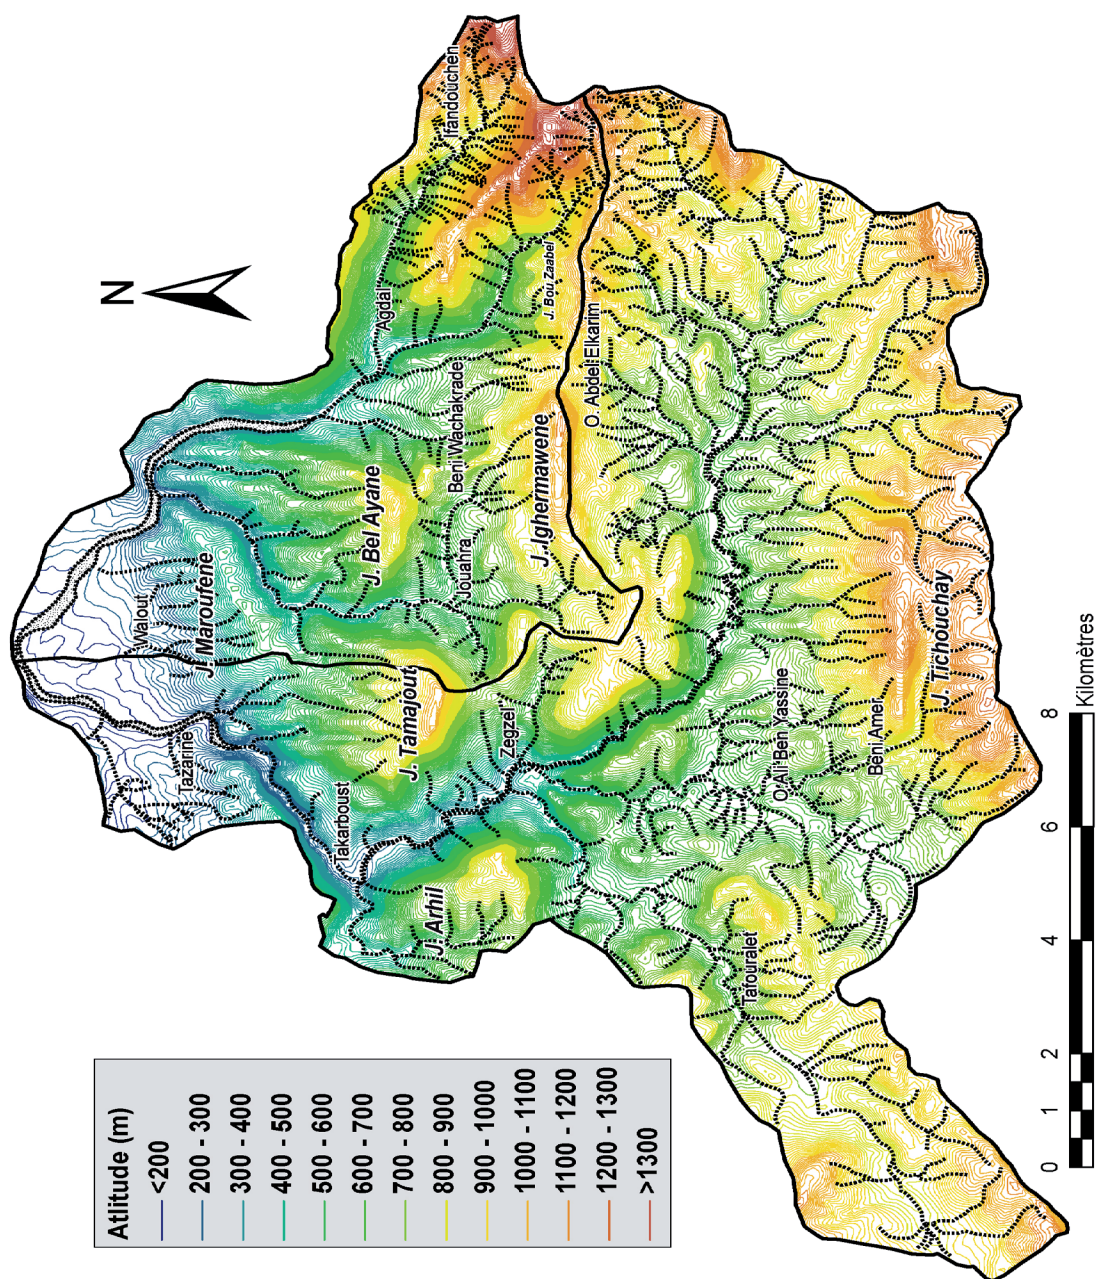 N
Ifandouchen
Agdal
J. Bou Zaabel
O. Abdel Elkarim
Beni Wachakrade
J. Bel Ayane
Jouahra
J. Ighermawene
Walout
J. Maroufene
Tazarine
J. Tamajout
Zegzel
Takarboust
J. Arhil
O.Ali Ben Yassine
Beni Amer
J. Tichouchay
Tafouralet
Atlitude (m)
<200
200 - 300
300 - 400
400 - 500
500 - 600
600 - 700
700 - 800
800 - 900
900 - 1000
1000 - 1100
1100 - 1200
1200 - 1300
>1300
0 1 2 4 6 8
Kilomètres